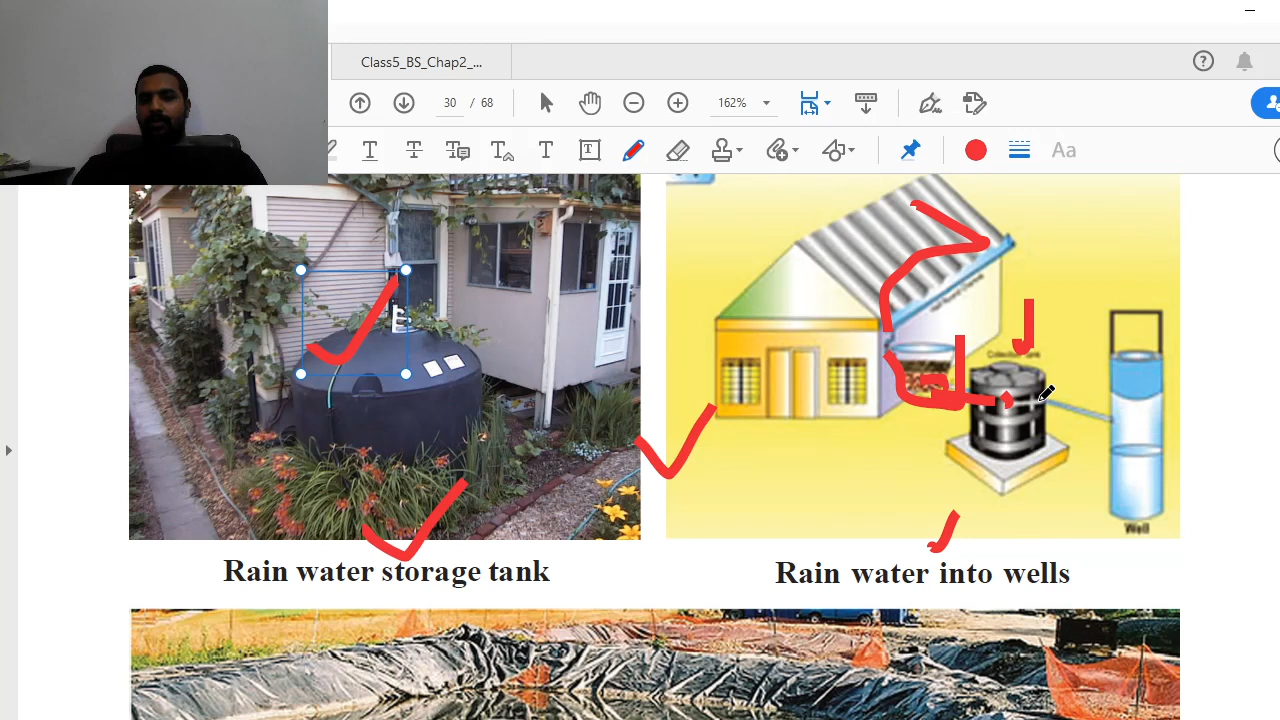 Class5_BS_Chap2_...
30 / 68
162%
Aa
Rain water storage tank
Rain water into wells
Well